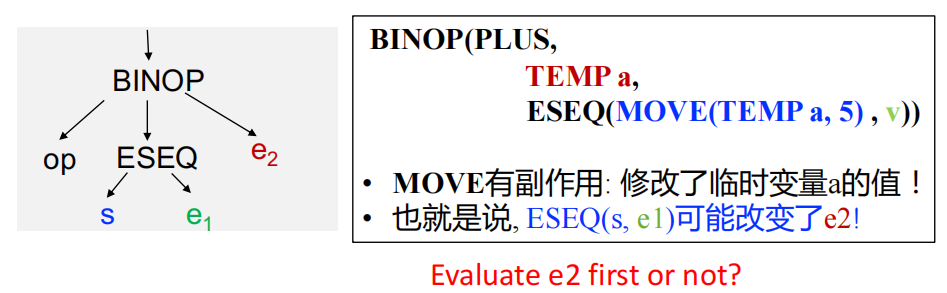 BINOP
op
ESEQ
e2
s
e1
BINOP(PLUS,
TEMP a,
ESEQ(MOVE(TEMP a, 5) , v))
• MOVE有副作用: 修改了临时变量a的值！
• 也就是说, ESEQ(s, e1)可能改变了e2!
Evaluate e2 first or not?